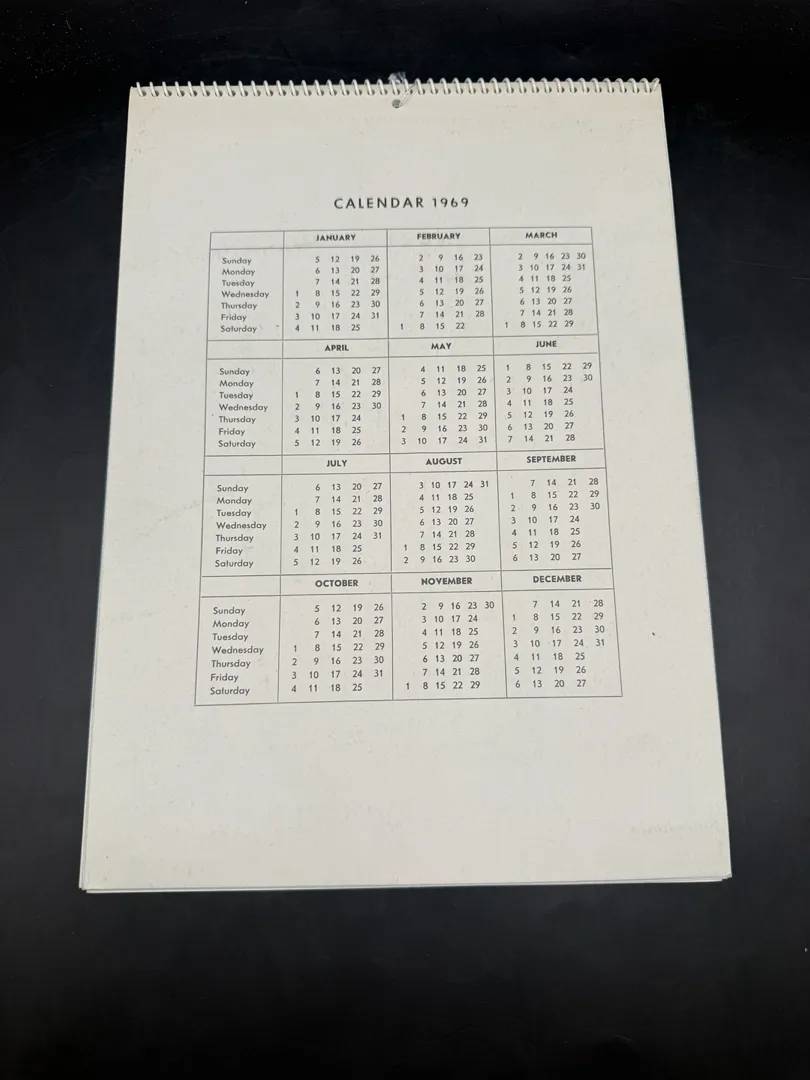 CALENDAR 1969
JANUARY FEBRUARY MARCH
Sunday 5 12 19 26 2 9 16 23 2 9 16 23 30
Monday 6 13 20 27 3 10 17 24 3 10 17 24 31
Tuesday 7 14 21 28 4 11 18 25 4 11 18 25
Wednesday 1 8 15 22 29 5 12 19 26 5 12 19 26
Thursday 2 9 16 23 30 6 13 20 27 6 13 20 27
Friday 3 10 17 24 31 7 14 21 28 7 14 21 28
Saturday 4 11 18 25 1 8 15 22 1 8 15 22 29
APRIL MAY JUNE
Sunday 6 13 20 27 4 11 18 25 1 8 15 22 29
Monday 7 14 21 28 5 12 19 26 2 9 16 23 30
Tuesday 1 8 15 22 29 6 13 20 27 3 10 17 24
Wednesday 2 9 16 23 30 7 14 21 28 4 11 18 25
Thursday 3 10 17 24 1 8 15 22 29 5 12 19 26
Friday 4 11 18 25 2 9 16 23 30 6 13 20 27
Saturday 5 12 19 26 3 10 17 24 31 7 14 21 28
JULY AUGUST SEPTEMBER
Sunday 6 13 20 27 3 10 17 24 31 7 14 21 28
Monday 7 14 21 28 4 11 18 25 1 8 15 22 29
Tuesday 1 8 15 22 29 5 12 19 26 2 9 16 23 30
Wednesday 2 9 16 23 30 6 13 20 27 3 10 17 24
Thursday 3 10 17 24 31 7 14 21 28 4 11 18 25
Friday 4 11 18 25 1 8 15 22 29 5 12 19 26
Saturday 5 12 19 26 2 9 16 23 30 6 13 20 27
OCTOBER NOVEMBER DECEMBER
Sunday 5 12 19 26 2 9 16 23 30 7 14 21 28
Monday 6 13 20 27 3 10 17 24 1 8 15 22 29
Tuesday 7 14 21 28 4 11 18 25 2 9 16 23 30
Wednesday 1 8 15 22 29 5 12 19 26 3 10 17 24 31
Thursday 2 9 16 23 30 6 13 20 27 4 11 18 25
Friday 3 10 17 24 31 7 14 21 28 5 12 19 26
Saturday 4 11 18 25 1 8 15 22 29 6 13 20 27